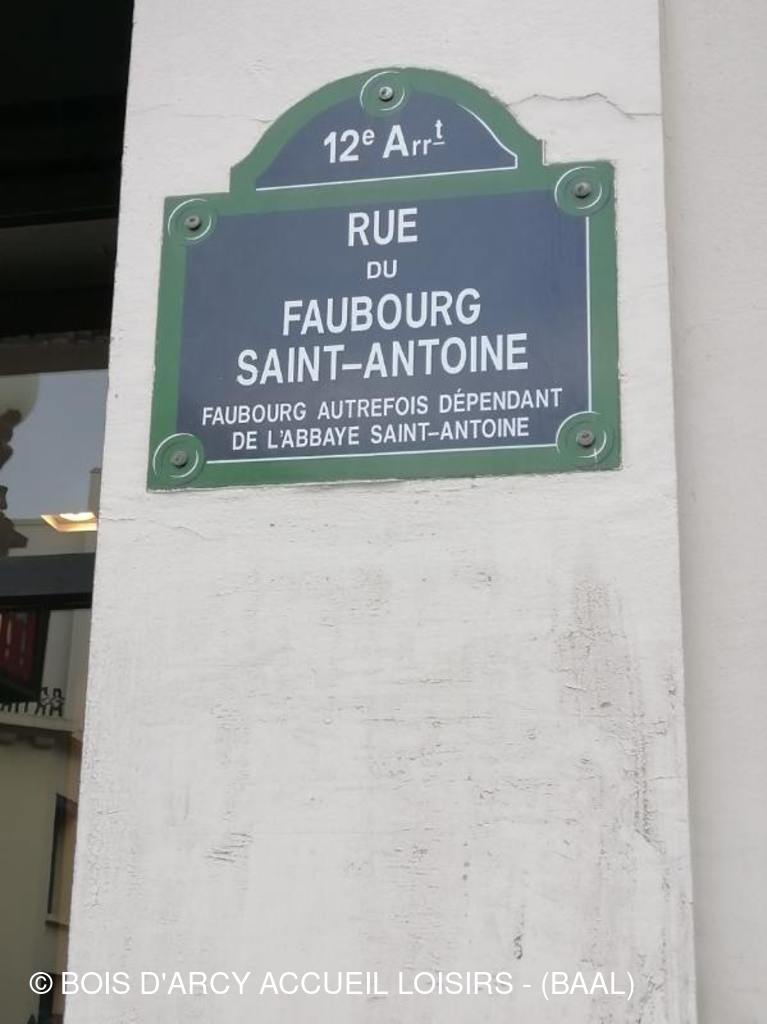 12e Arrt
RUE
DU
FAUBOURG
SAINT-ANTOINE
FAUBOURG AUTREFOIS DÉPENDANT
DE L'ABBAYE SAINT-ANTOINE
© BOIS D'ARCY ACCUEIL LOISIRS - (BAAL)